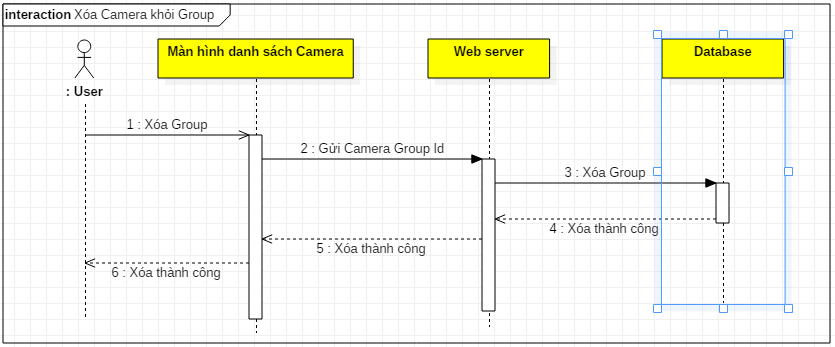 interaction Xóa Camera khỏi Group
: User
Màn hình danh sách Camera
Web server
Database
1 : Xóa Group
2 : Gửi Camera Group Id
3 : Xóa Group
4 : Xóa thành công
5 : Xóa thành công
6 : Xóa thành công